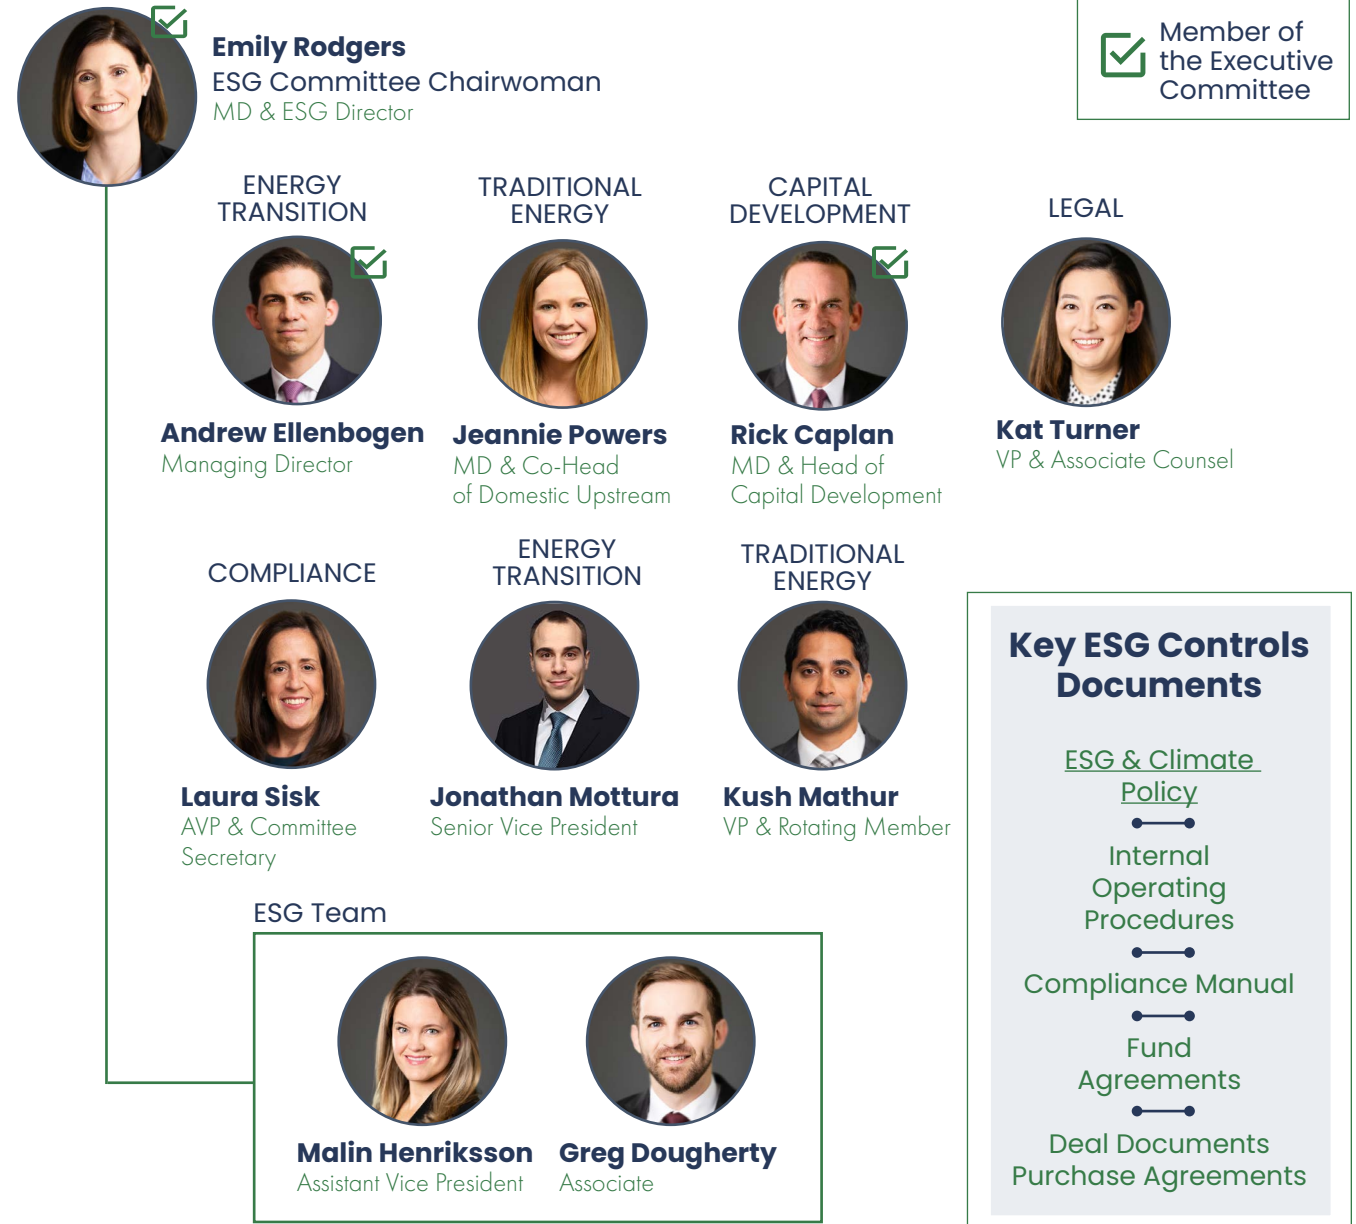 Emily Rodgers
ESG Committee Chairwoman
MD & ESG Director
Member of
the Executive
Committee
ENERGY
TRANSITION
TRADITIONAL
ENERGY
CAPITAL
DEVELOPMENT
LEGAL
Andrew Ellenbogen
Managing Director
Jeannie Powers
MD & Co-Head
of Domestic Upstream
Rick Caplan
MD & Head of
Capital Development
Kat Turner
VP & Associate Counsel
COMPLIANCE
ENERGY
TRANSITION
TRADITIONAL
ENERGY
Laura Sisk
AVP & Committee
Secretary
Jonathan Mottura
Senior Vice President
Kush Mathur
VP & Rotating Member
ESG Team
Malin Henriksson
Assistant Vice President
Greg Dougherty
Associate
Key ESG Controls
Documents
ESG & Climate
Policy
Internal
Operating
Procedures
Compliance Manual
Fund
Agreements
Deal Documents
Purchase Agreements